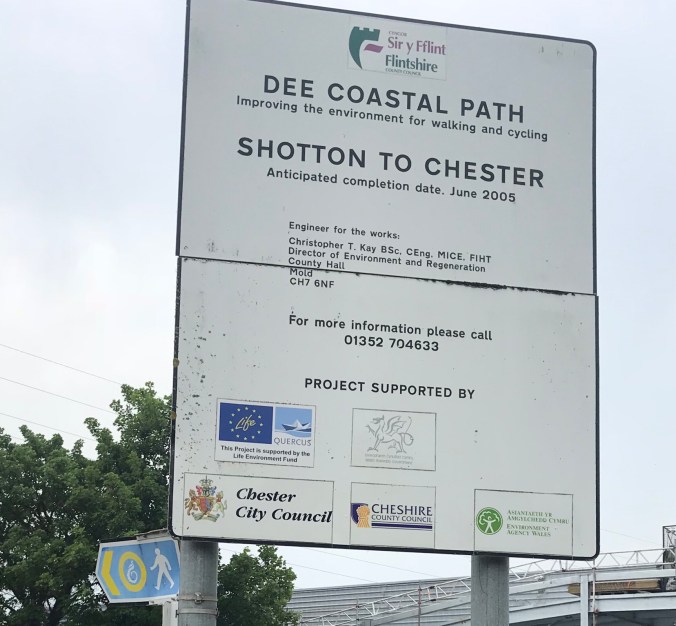 CYNGOR
Sir y Fflint
Flintshire
COUNTY COUNCIL
DEE COASTAL PATH
Improving the environment for walking and cycling
SHOTTON TO CHESTER
Anticipated completion date. June 2005
Engineer for the works:
Christopher T. Kay BSc, CEng. MICE, FIHT
Director of Environment and Regeneration
County Hall
Mold
CH7 6NF
For more information please call
01352 704633
PROJECT SUPPORTED BY
Life
QUERCUS
This Project is supported by the
Life Environment Fund
Chester
City Council
CHESHIRE
COUNTY COUNCIL
ASIANTAETH YR
AMGYLCHEDD CYMRU
ENVIRONMENT
AGENCY WALES